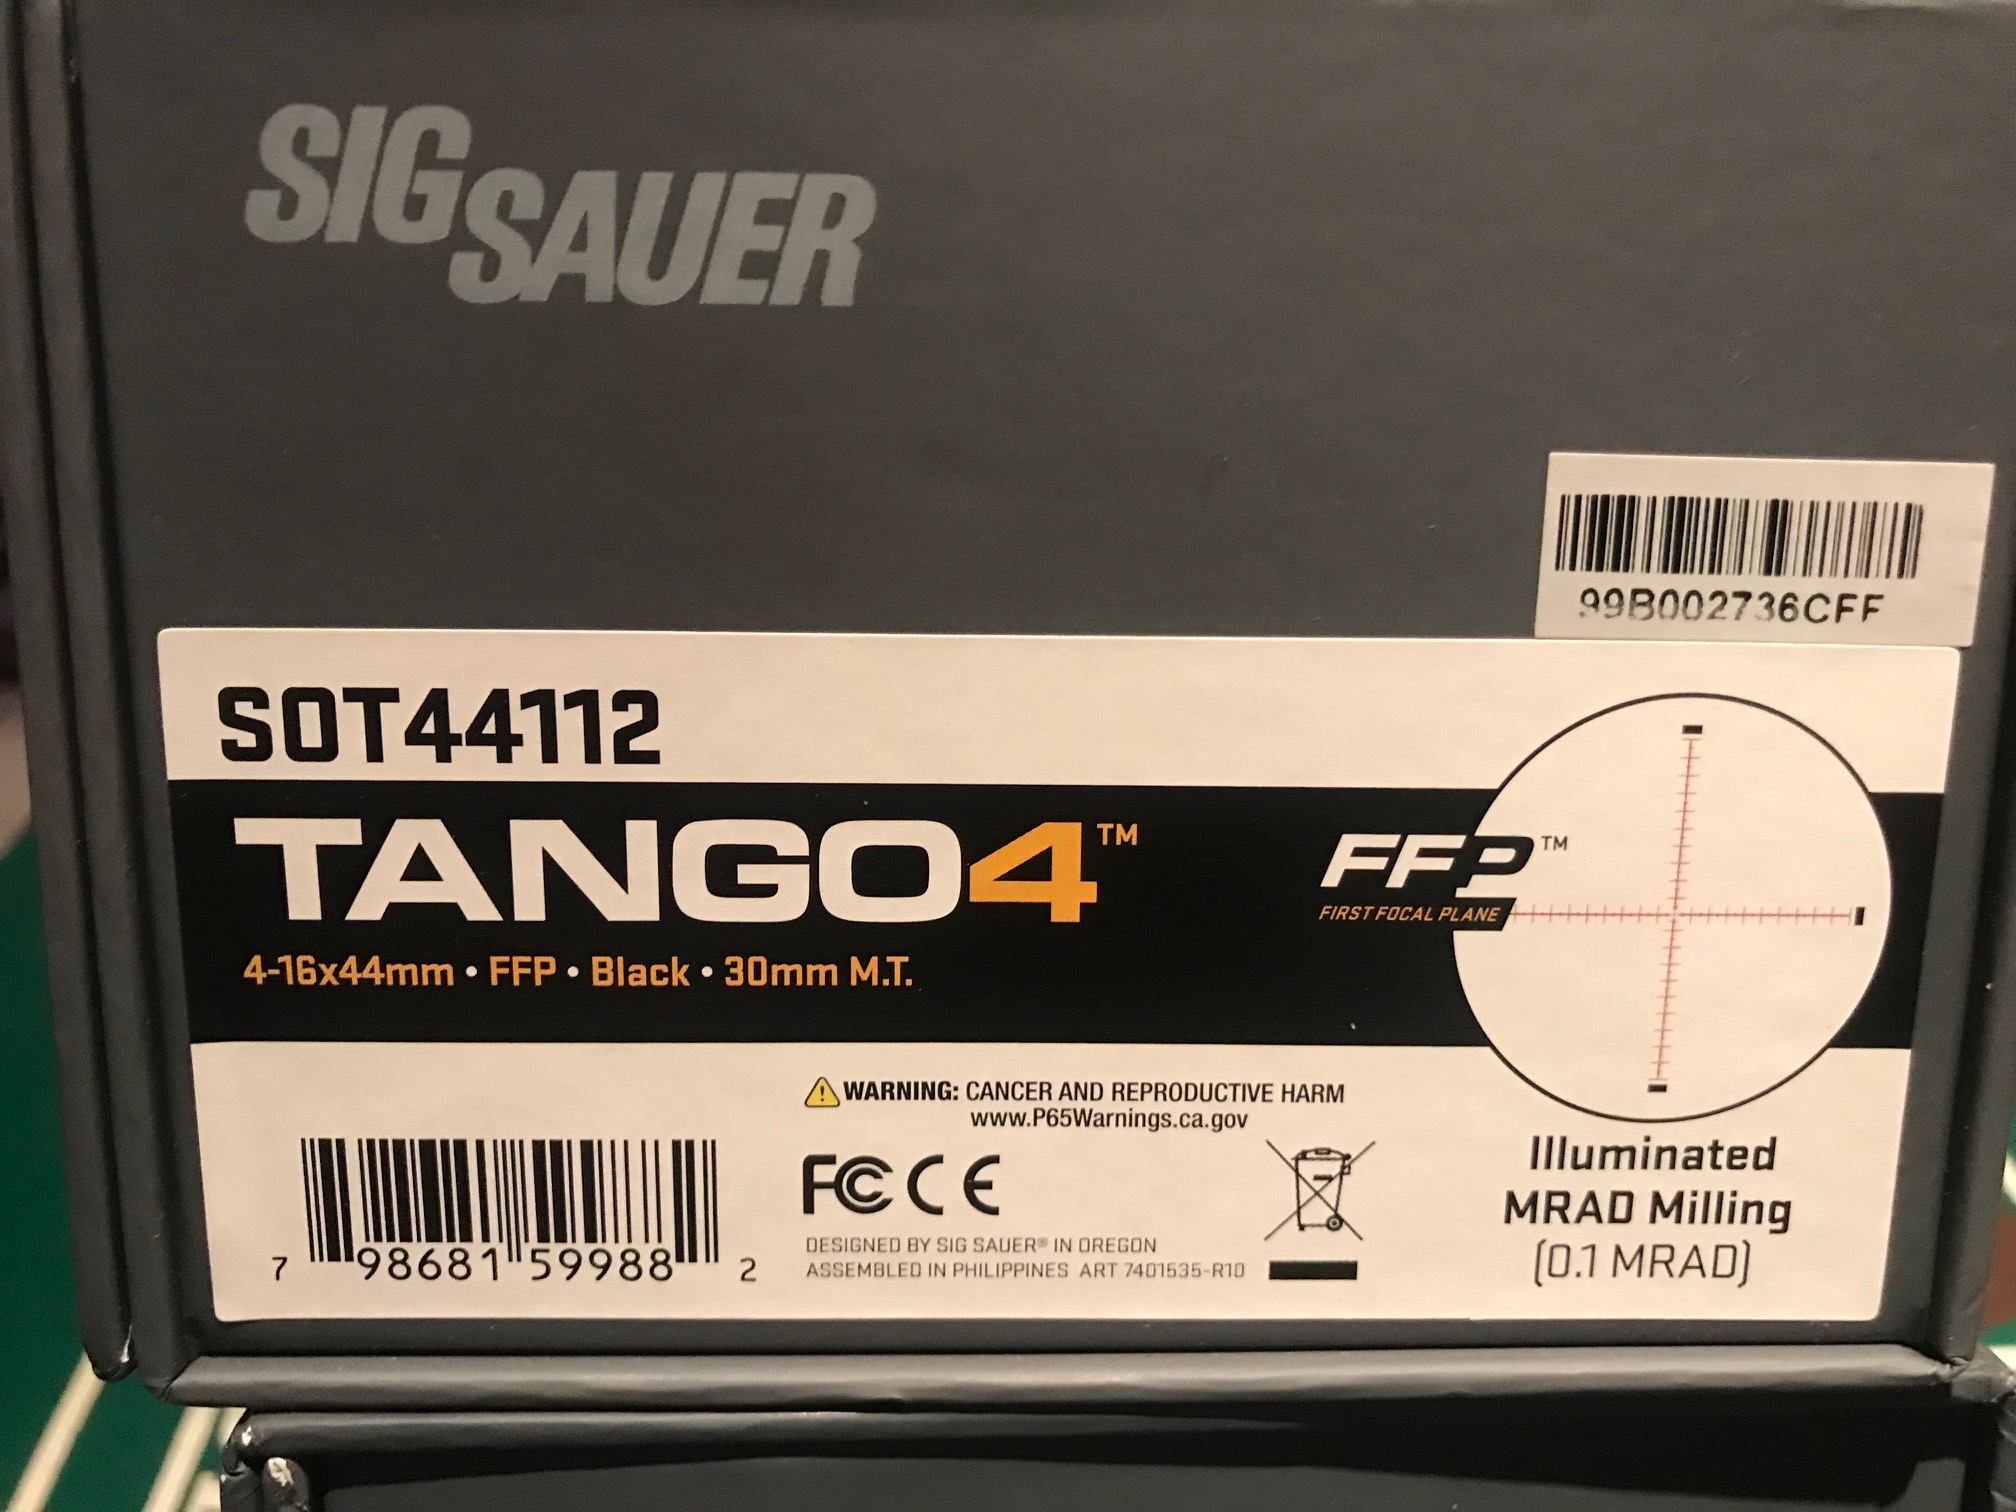 SIG SAUER
99B002736CFF
SOT44112
TANGO4™
4-16x44mm • FFP • Black • 30mm M.T.
FFP™
FIRST FOCAL PLANE
WARNING: CANCER AND REPRODUCTIVE HARM
www.P65Warnings.ca.gov
FCC CE
DESIGNED BY SIG SAUER® IN OREGON
ASSEMBLED IN PHILIPPINES ART 7401535-R10
7 98681 59988 2
Illuminated
MRAD Milling
(0.1 MRAD)